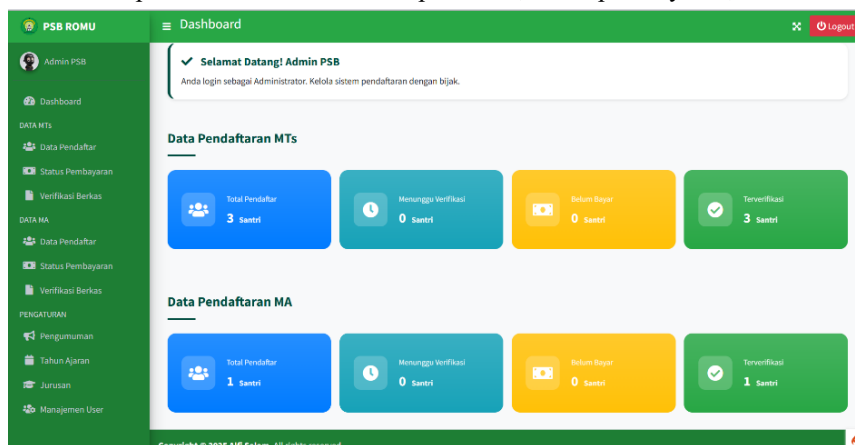 PSB ROMU
Dashboard
Logout
Admin PSB
Dashboard
DATA MTs
Data Pendaftar
Status Pembayaran
Verifikasi Berkas
DATA MA
Data Pendaftar
Status Pembayaran
Verifikasi Berkas
PENGATURAN
Pengumuman
Tahun Ajaran
Jurusan
Manajemen User
Selamat Datang! Admin PSB
Anda login sebagai Administrator. Kelola sistem pendaftaran dengan bijak.
Data Pendaftaran MTs
Total Pendaftar
3 Santri
Menunggu Verifikasi
0 Santri
Belum Bayar
0 Santri
Terverifikasi
3 Santri
Data Pendaftaran MA
Total Pendaftar
1 Santri
Menunggu Verifikasi
0 Santri
Belum Bayar
0 Santri
Terverifikasi
1 Santri